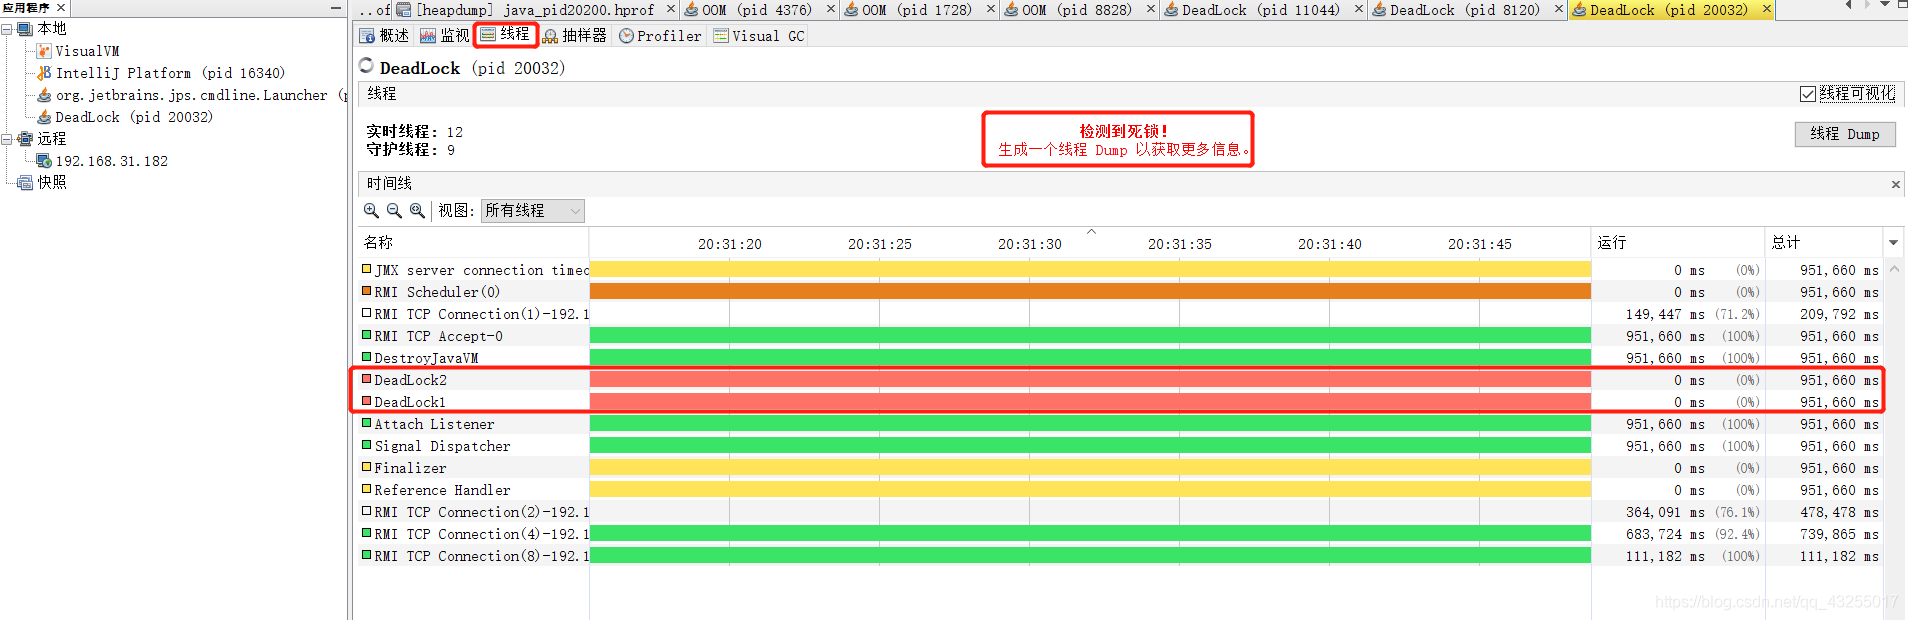 应用程序 ×
本地
VisualVM
IntelliJ Platform (pid 16340)
org.jetbrains.jps.cmdline.Launcher (p
DeadLock (pid 20032)
远程
192.168.31.182
快照
..of [heapdump] java_pid20200.hprof × OOM (pid 4376) × OOM (pid 1728) × OOM (pid 8828) × DeadLock (pid 11044) × DeadLock (pid 8120) × DeadLock (pid 20032) ×
概述 监视 线程 抽样器 Profiler Visual GC
DeadLock (pid 20032)
线程 线程可视化
实时线程: 12
守护线程: 9
检测到死锁!
生成一个线程 Dump 以获取更多信息。
线程 Dump
时间线 ×
视图: 所有线程
名称 20:31:20 20:31:25 20:31:30 20:31:35 20:31:40 20:31:45 运行 总计
JMX server connection timeo 0 ms (0%) 951,660 ms
RMI Scheduler(0) 0 ms (0%) 951,660 ms
RMI TCP Connection(1)-192.1 149,447 ms (71.2%) 209,792 ms
RMI TCP Accept-0 951,660 ms (100%) 951,660 ms
DestroyJavaVM 951,660 ms (100%) 951,660 ms
DeadLock2 0 ms (0%) 951,660 ms
DeadLock1 0 ms (0%) 951,660 ms
Attach Listener 951,660 ms (100%) 951,660 ms
Signal Dispatcher 951,660 ms (100%) 951,660 ms
Finalizer 0 ms (0%) 951,660 ms
Reference Handler 0 ms (0%) 951,660 ms
RMI TCP Connection(2)-192.1 364,091 ms (76.1%) 478,478 ms
RMI TCP Connection(4)-192.1 683,724 ms (92.4%) 739,865 ms
RMI TCP Connection(8)-192.1 111,182 ms (100%) 111,182 ms
https://blog.csdn.net/qq_43255017